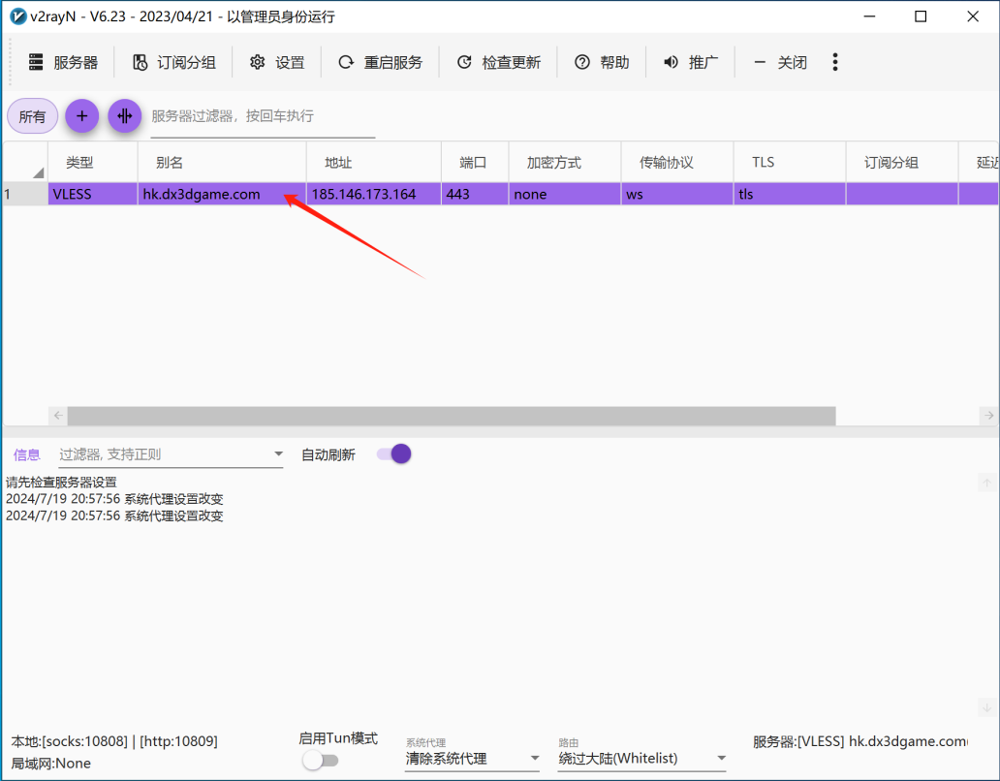 v2rayN - V6.23 - 2023/04/21 - 以管理员身份运行
服务器 订阅分组 设置 重启服务 检查更新 帮助 推广 关闭
所有 服务器过滤器，按回车执行
类型 别名 地址 端口 加密方式 传输协议 TLS 订阅分组 延迟
1 VLESS hk.dx3dgame.com 185.146.173.164 443 none ws tls
信息 过滤器, 支持正则 自动刷新
请先检查服务器设置
2024/7/19 20:57:56 系统代理设置改变
2024/7/19 20:57:56 系统代理设置改变
本地:[socks:10808] | [http:10809] 启用Tun模式 系统代理 路由 服务器:[VLESS] hk.dx3dgame.com
局域网:None 清除系统代理 绕过大陆(Whitelist)